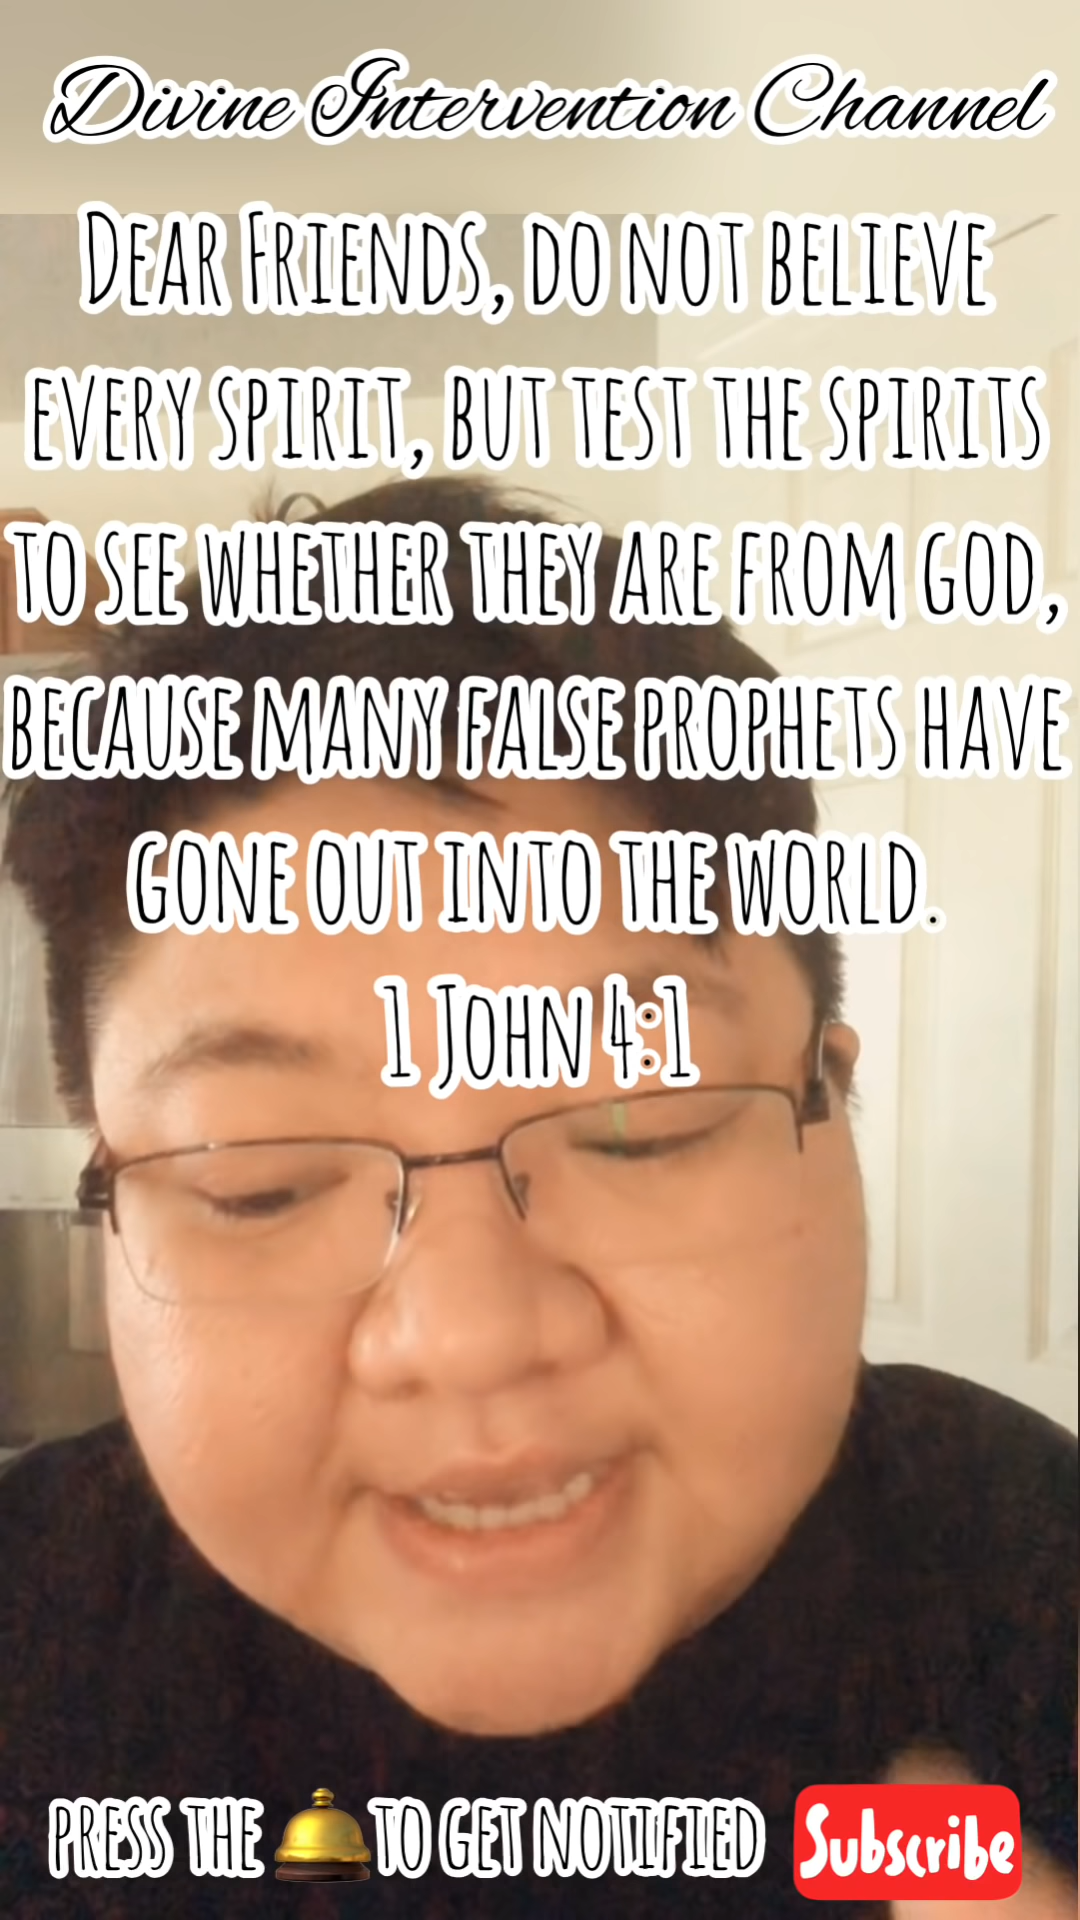 Divine Intervention Channel
Dear Friends, do not believe
every spirit, but test the spirits
to see whether they are from god,
because many false prophets have
gone out into the world.
1 John 4:1
press the 🛎️ to get notified
Subscribe